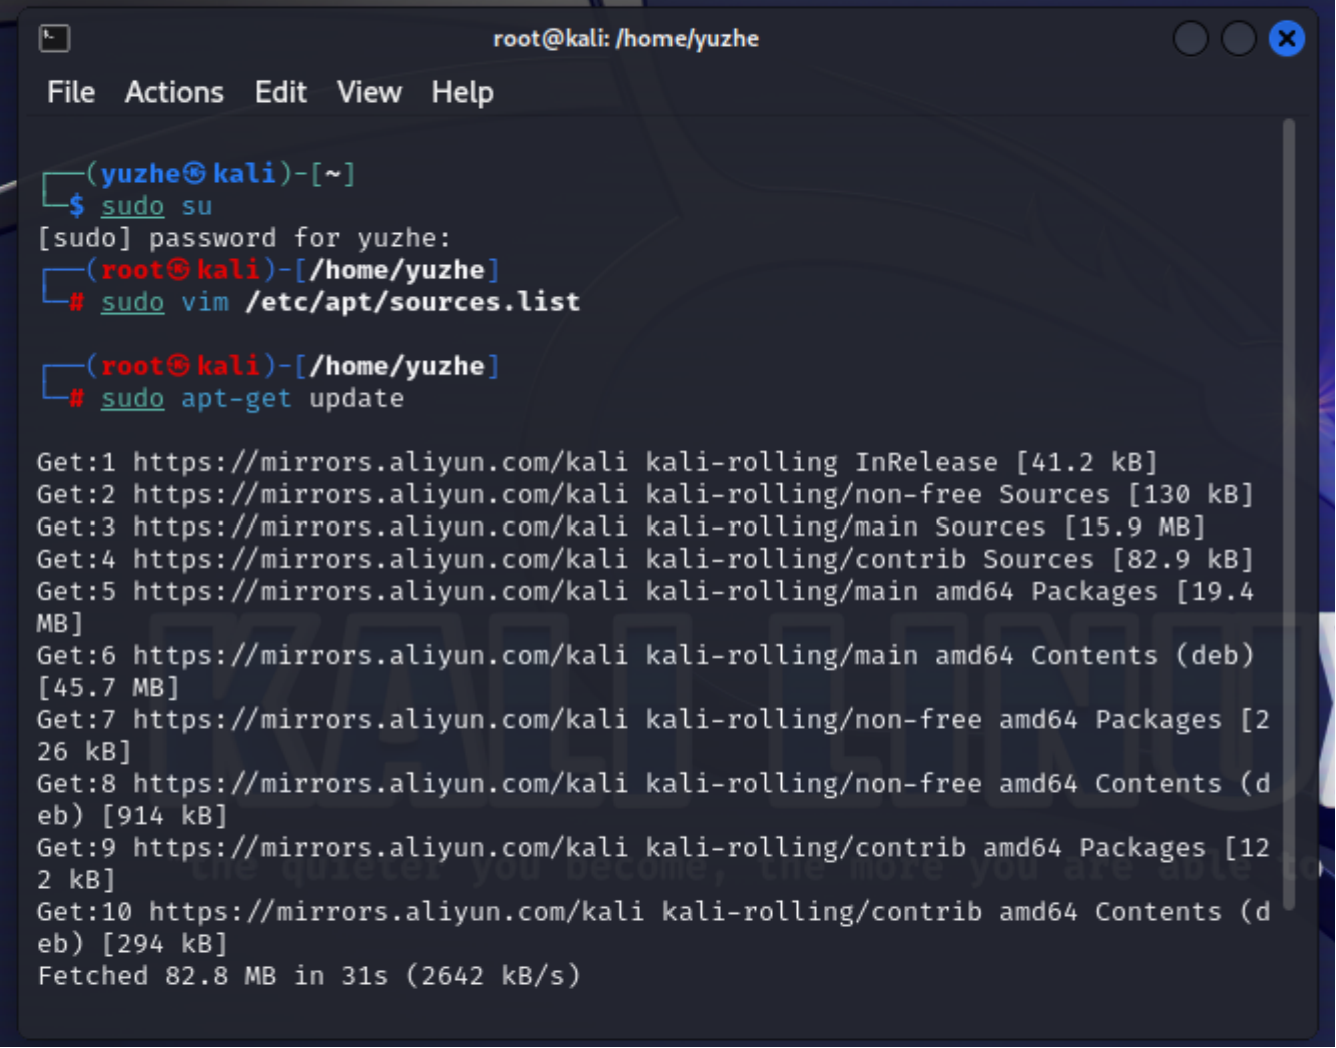 root@kali: /home/yuzhe
File Actions Edit View Help
┌──(yuzhe㉿kali)-[~]
└─$ sudo su
[sudo] password for yuzhe:
┌──(root㉿kali)-[/home/yuzhe]
└─# sudo vim /etc/apt/sources.list
┌──(root㉿kali)-[/home/yuzhe]
└─# sudo apt-get update
Get:1 https://mirrors.aliyun.com/kali kali-rolling InRelease [41.2 kB]
Get:2 https://mirrors.aliyun.com/kali kali-rolling/non-free Sources [130 kB]
Get:3 https://mirrors.aliyun.com/kali kali-rolling/main Sources [15.9 MB]
Get:4 https://mirrors.aliyun.com/kali kali-rolling/contrib Sources [82.9 kB]
Get:5 https://mirrors.aliyun.com/kali kali-rolling/main amd64 Packages [19.4
MB]
Get:6 https://mirrors.aliyun.com/kali kali-rolling/main amd64 Contents (deb)
[45.7 MB]
Get:7 https://mirrors.aliyun.com/kali kali-rolling/non-free amd64 Packages [2
26 kB]
Get:8 https://mirrors.aliyun.com/kali kali-rolling/non-free amd64 Contents (d
eb) [914 kB]
Get:9 https://mirrors.aliyun.com/kali kali-rolling/contrib amd64 Packages [12
2 kB]
Get:10 https://mirrors.aliyun.com/kali kali-rolling/contrib amd64 Contents (d
eb) [294 kB]
Fetched 82.8 MB in 31s (2642 kB/s)
KALI LINU
the quieter you become, the more you are able to